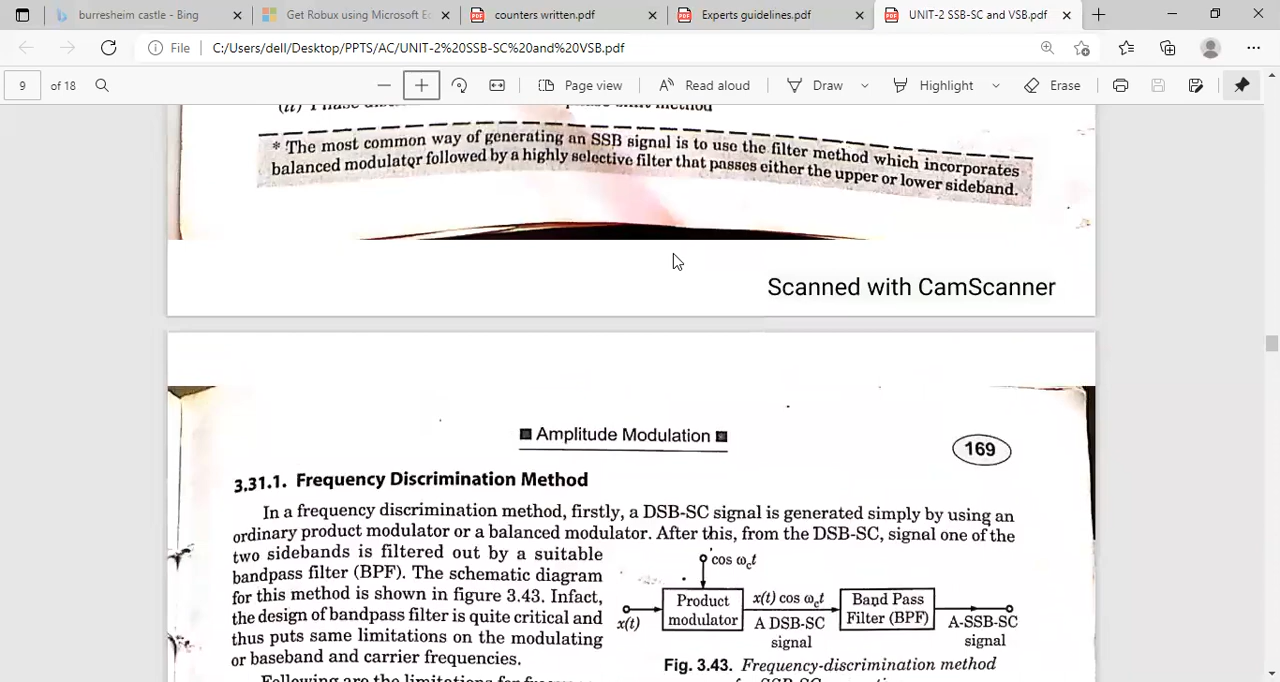 burresheim castle - Bing
Get Robux using Microsoft Ec
counters written.pdf
Experts guidelines.pdf
UNIT-2 SSB-SC and VSB.pdf
File
C:/Users/dell/Desktop/PPTS/AC/UNIT-2%20SSB-SC%20and%20VSB.pdf
9 of 18
Page view
Read aloud
Draw
Highlight
Erase
* The most common way of generating an SSB signal is to use the filter method which incorporates
balanced modulator followed by a highly selective filter that passes either the upper or lower sideband.
Scanned with CamScanner
Amplitude Modulation
169
3.31.1. Frequency Discrimination Method
In a frequency discrimination method, firstly, a DSB-SC signal is generated simply by using an
ordinary product modulator or a balanced modulator. After this, from the DSB-SC, signal one of the
two sidebands is filtered out by a suitable
bandpass filter (BPF). The schematic diagram
for this method is shown in figure 3.43. Infact,
the design of bandpass filter is quite critical and
thus puts same limitations on the modulating
or baseband and carrier frequencies.
cos ω_c t
x(t)
Product
modulator
x(t) cos ω_c t
A DSB-SC
signal
Band Pass
Filter (BPF)
A-SSB-SC
signal
Fig. 3.43. Frequency-discrimination method